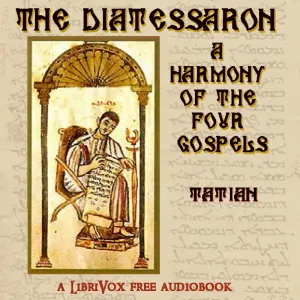 THE DIATESSARON
A
HARMONY
OF THE
FOUR
GOSPELS
TATIAN
A LIBRIVOX FREE AUDIOBOOK